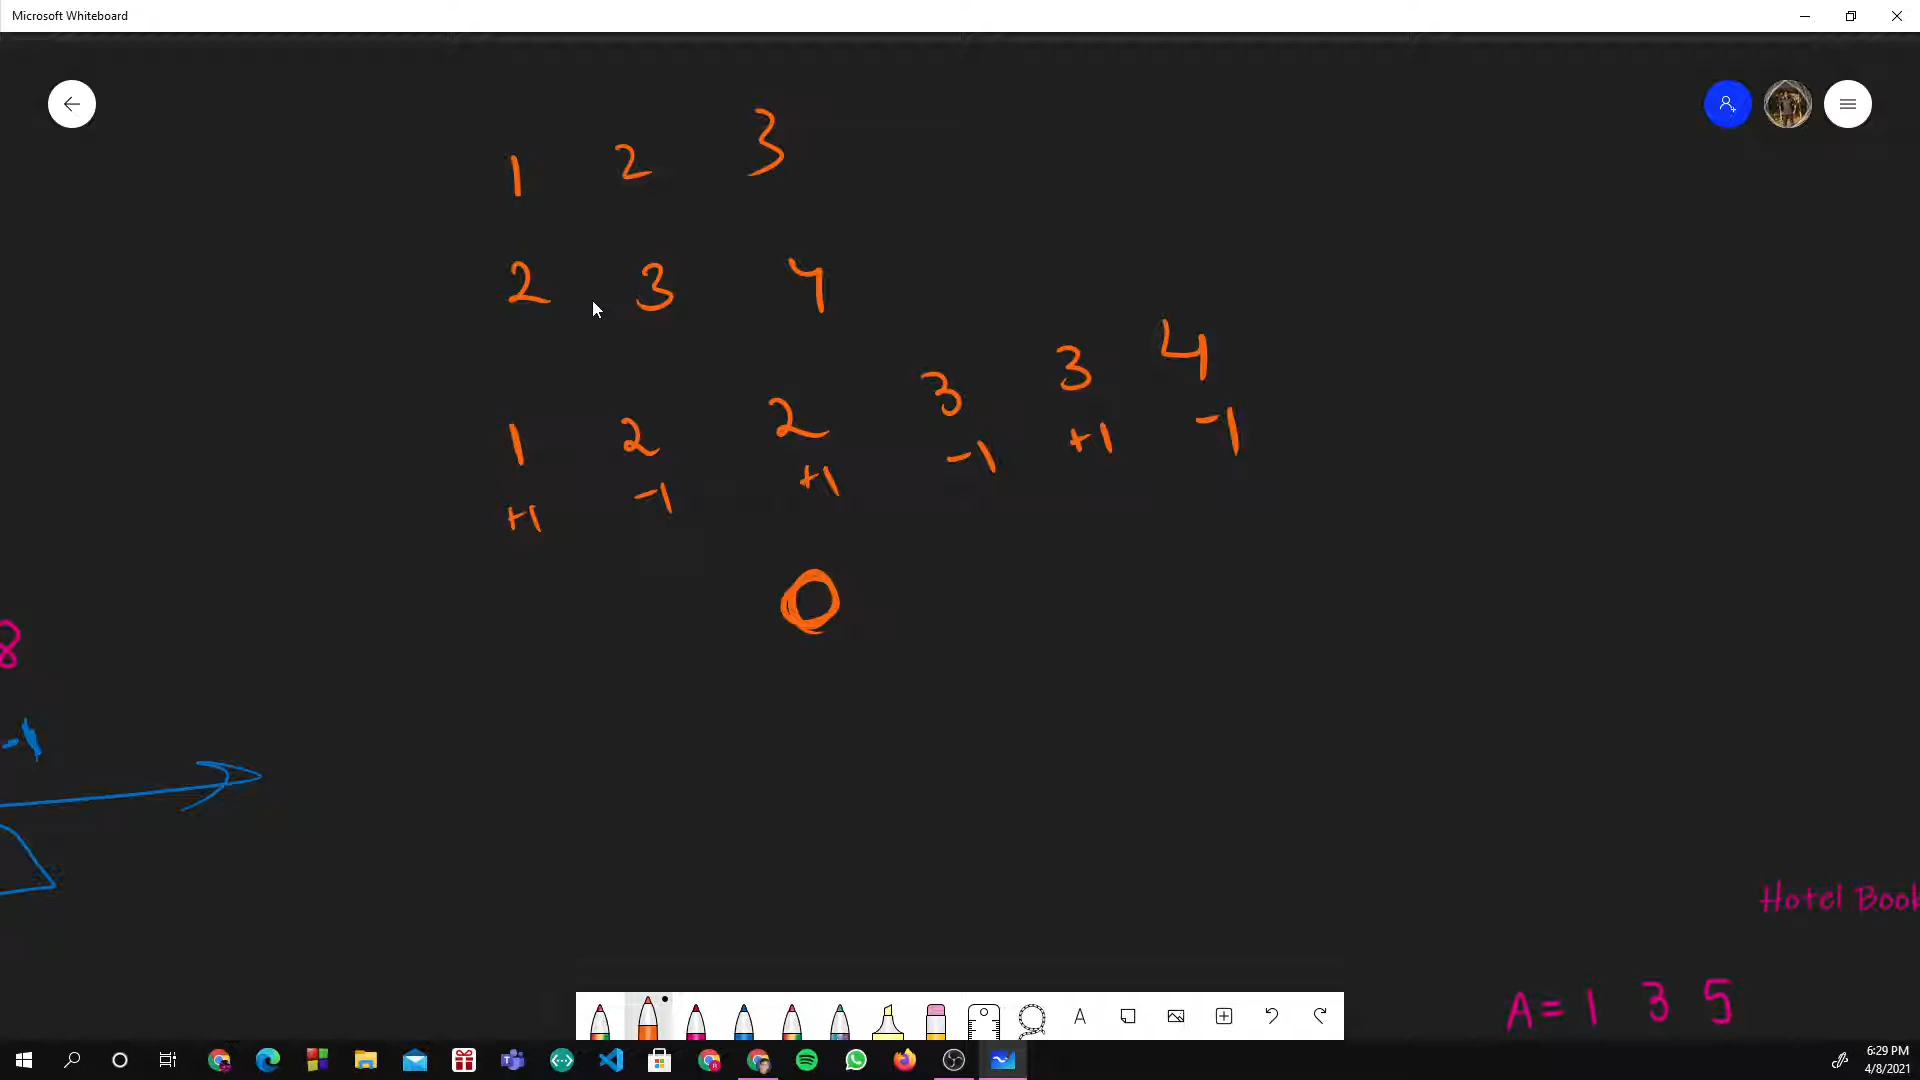 Microsoft Whiteboard
1 2 3
2 3 4
1 2 2 3 3 4
+1 -1 +1 -1 +1 -1
0
8
-1
Hotel Book
A = 1 3 5
A
6:29 PM
4/8/2021